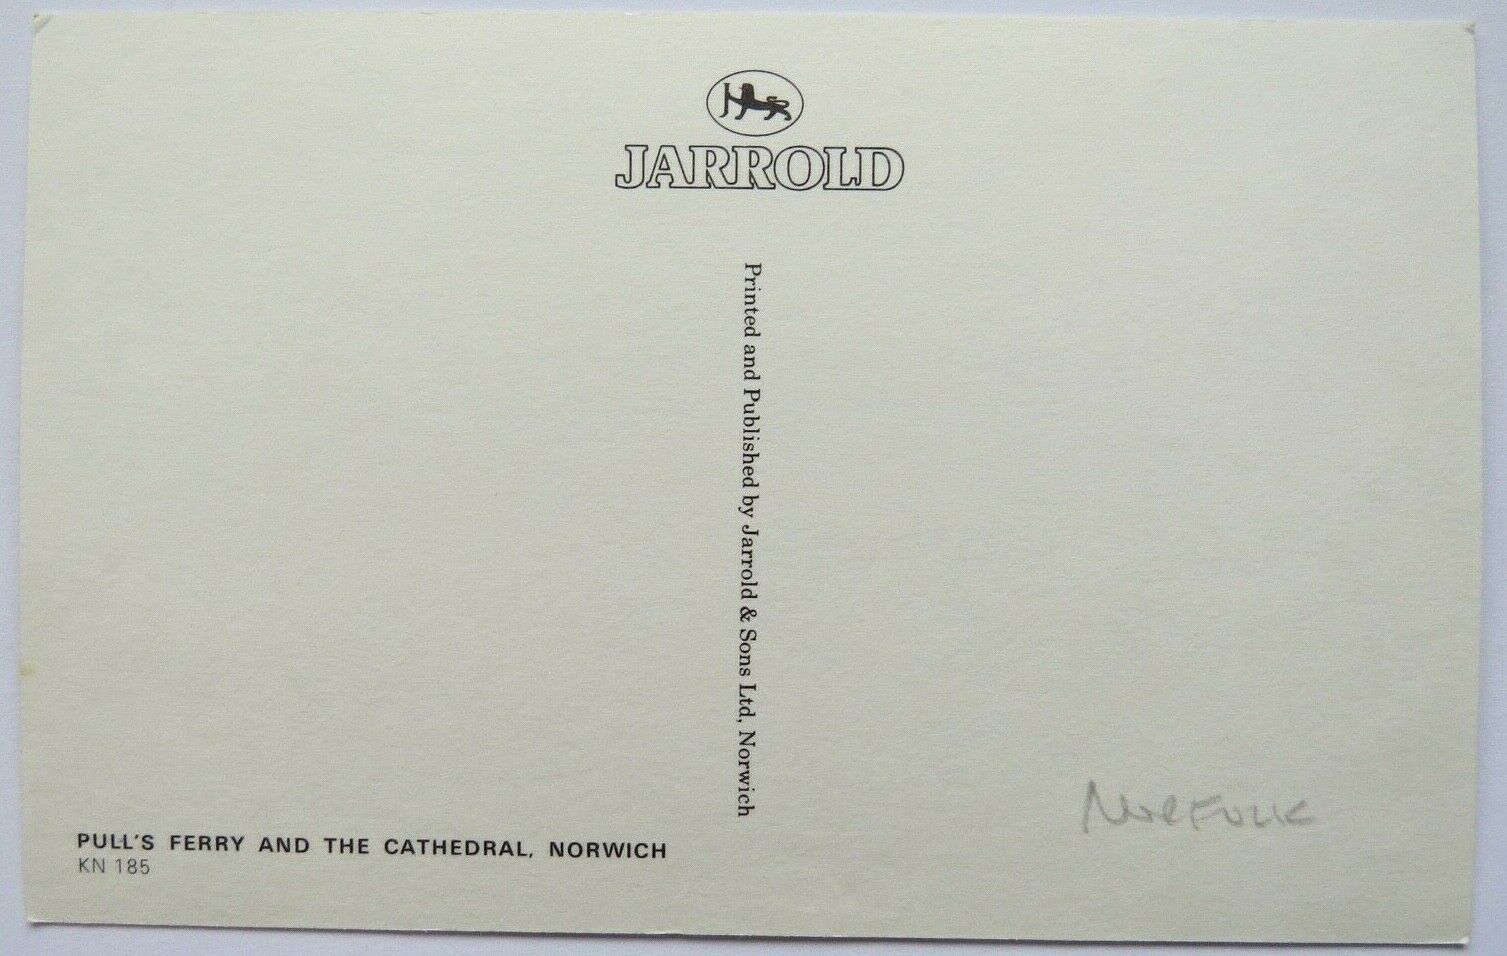 J
JARROLD
Printed and Published by Jarrold & Sons Ltd, Norwich
PULL'S FERRY AND THE CATHEDRAL, NORWICH
KN 185
NORFOLK